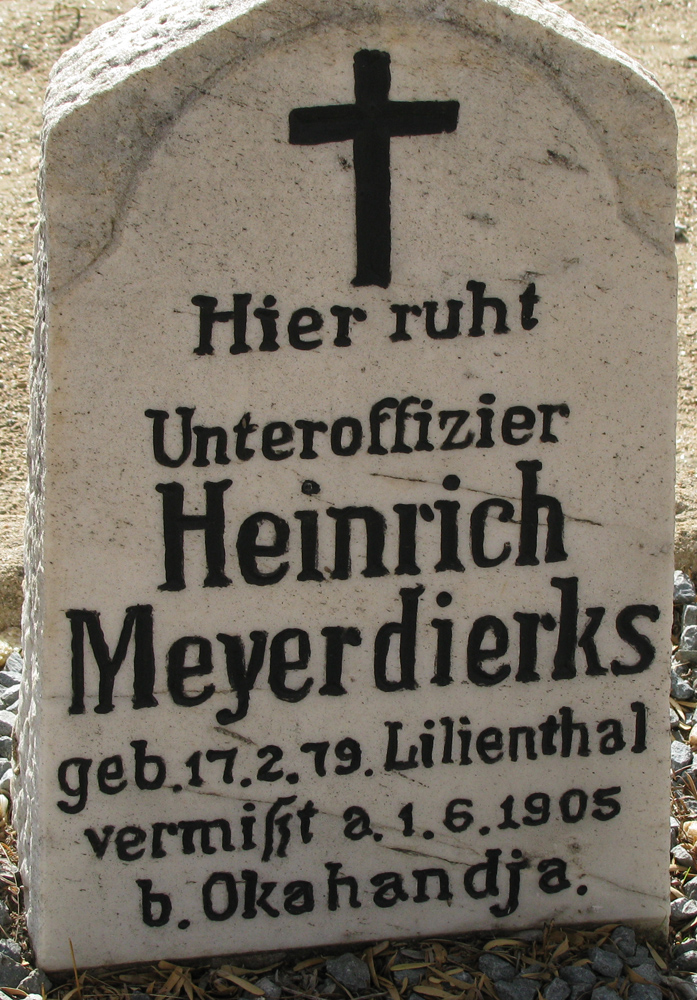 Hier ruht
Unteroffizier
Heinrich
Meyerdierks
geb. 17. 2. 79. Lilienthal
vermißt a. 1. 6. 1905
b. Okahandja.